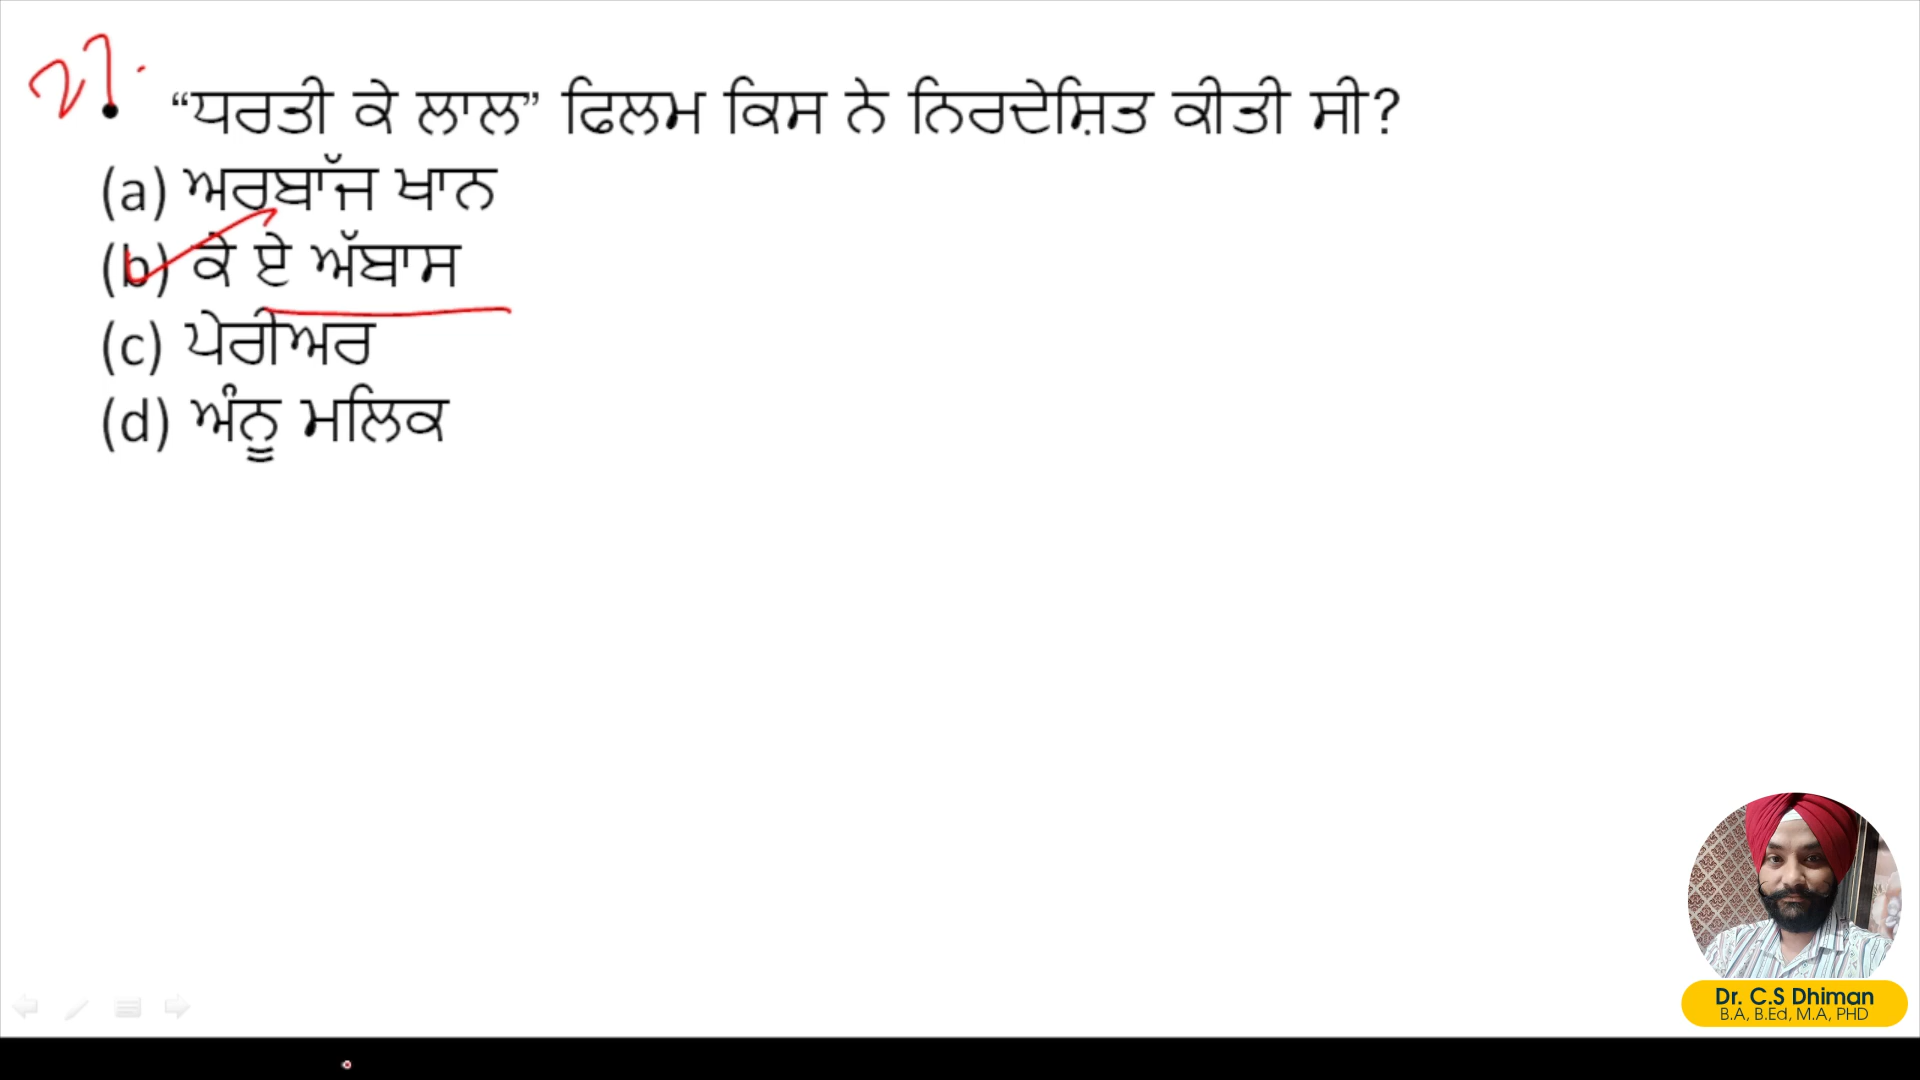 21.
• “ਧਰਤੀ ਕੇ ਲਾਲ” ਫਿਲਮ ਕਿਸ ਨੇ ਨਿਰਦੇਸ਼ਿਤ ਕੀਤੀ ਸੀ?
(a) ਅਰਬਾੱਜ ਖਾਨ
(b) ਕੇ ਏ ਅੱਬਾਸ
(c) ਪੇਰੀਅਰ
(d) ਅੰਨੂ ਮਲਿਕ
Dr. C.S Dhiman
B.A, B.Ed, M.A, PHD